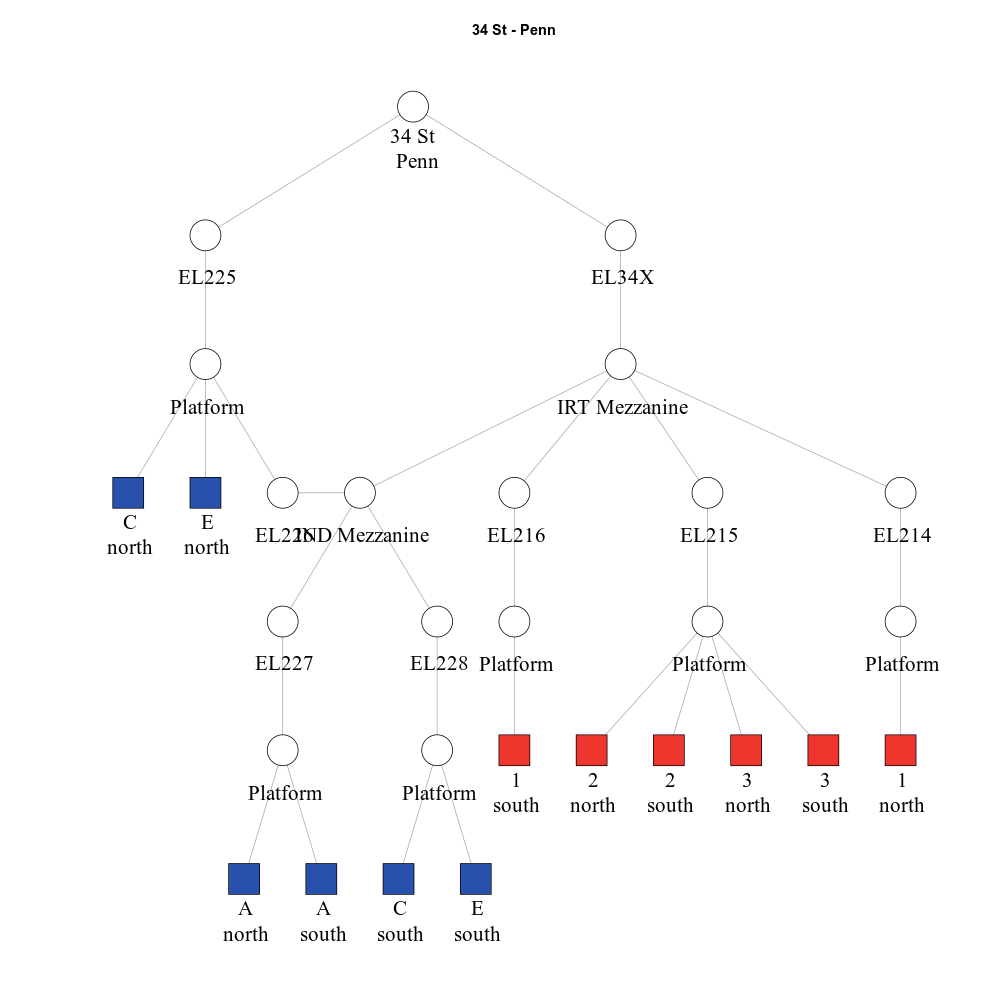 34 St - Penn
34 St
Penn
EL225
EL34X
Platform
IRT Mezzanine
C
north
E
north
EL226
IND Mezzanine
EL216
EL215
EL214
EL227
EL228
Platform
Platform
Platform
Platform
Platform
1
south
2
north
2
south
3
north
3
south
1
north
A
north
A
south
C
south
E
south